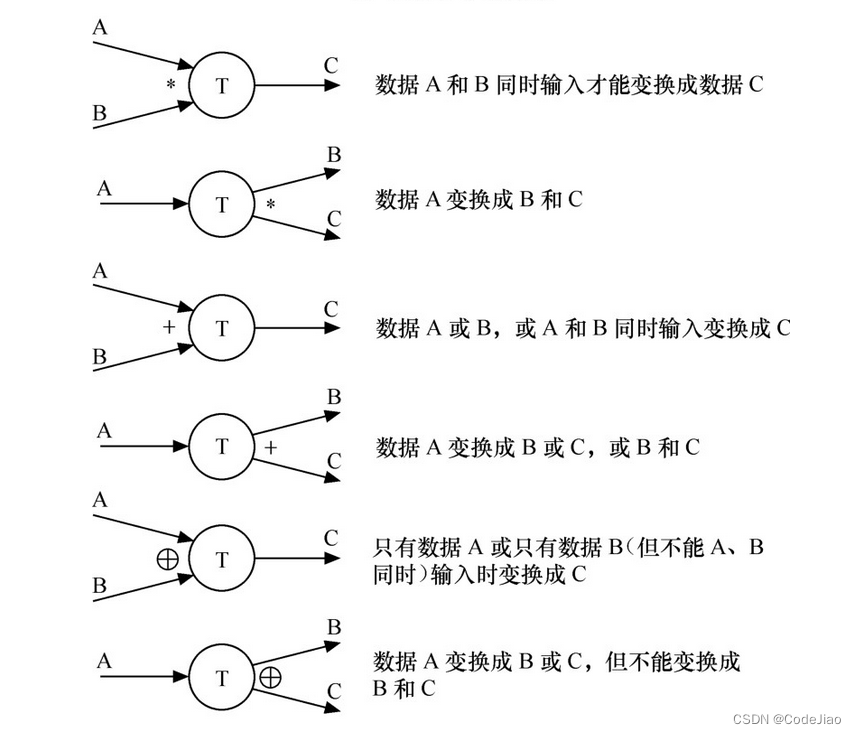 A
B
*
T
C
数据 A 和 B 同时输入才能变换成数据 C
A
T
*
B
C
数据 A 变换成 B 和 C
A
B
+
T
C
数据 A 或 B，或 A 和 B 同时输入变换成 C
A
T
+
B
C
数据 A 变换成 B 或 C，或 B 和 C
A
B
⊕
T
C
只有数据 A 或只有数据 B（但不能 A、B
同时）输入时变换成 C
A
T
⊕
B
C
数据 A 变换成 B 或 C，但不能变换成
B 和 C
CSDN @CodeJiao